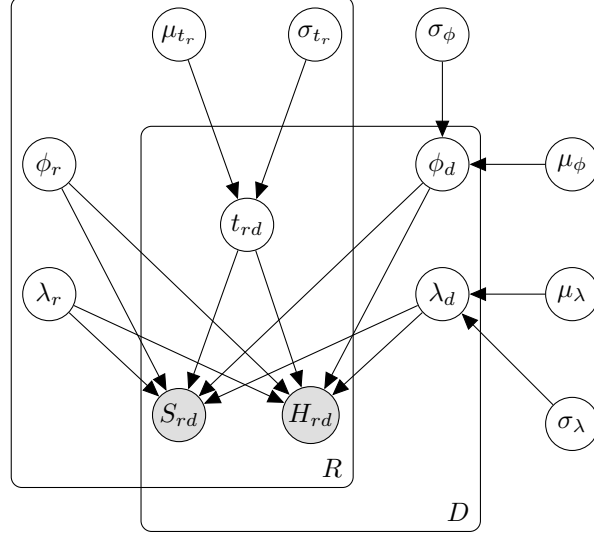 μ_{t_r} σ_{t_r} σ_ϕ
ϕ_r ϕ_d μ_ϕ
t_{rd}
λ_r λ_d μ_λ
S_{rd} H_{rd} σ_λ
R
D